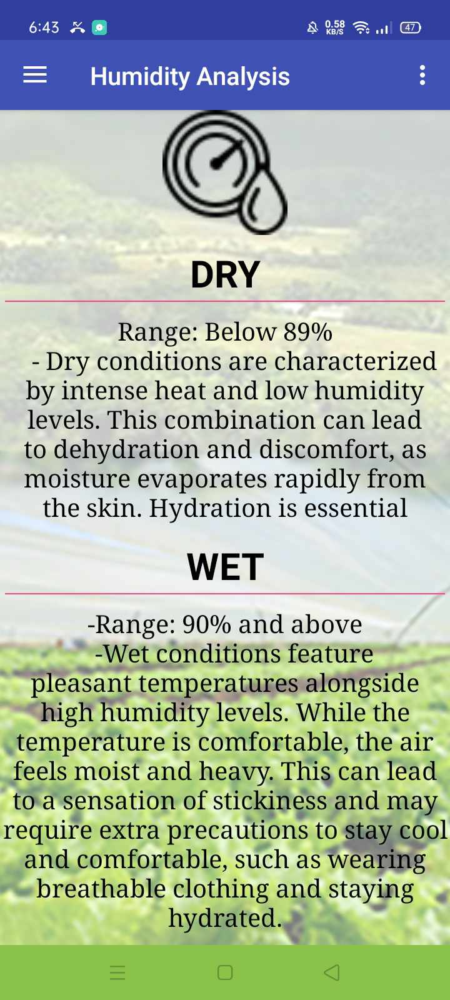 6:43
0.58
KB/S
47
Humidity Analysis
DRY
Range: Below 89%
- Dry conditions are characterized
by intense heat and low humidity
levels. This combination can lead
to dehydration and discomfort, as
moisture evaporates rapidly from
the skin. Hydration is essential
WET
-Range: 90% and above
-Wet conditions feature
pleasant temperatures alongside
high humidity levels. While the
temperature is comfortable, the air
feels moist and heavy. This can lead
to a sensation of stickiness and may
require extra precautions to stay cool
and comfortable, such as wearing
breathable clothing and staying
hydrated.